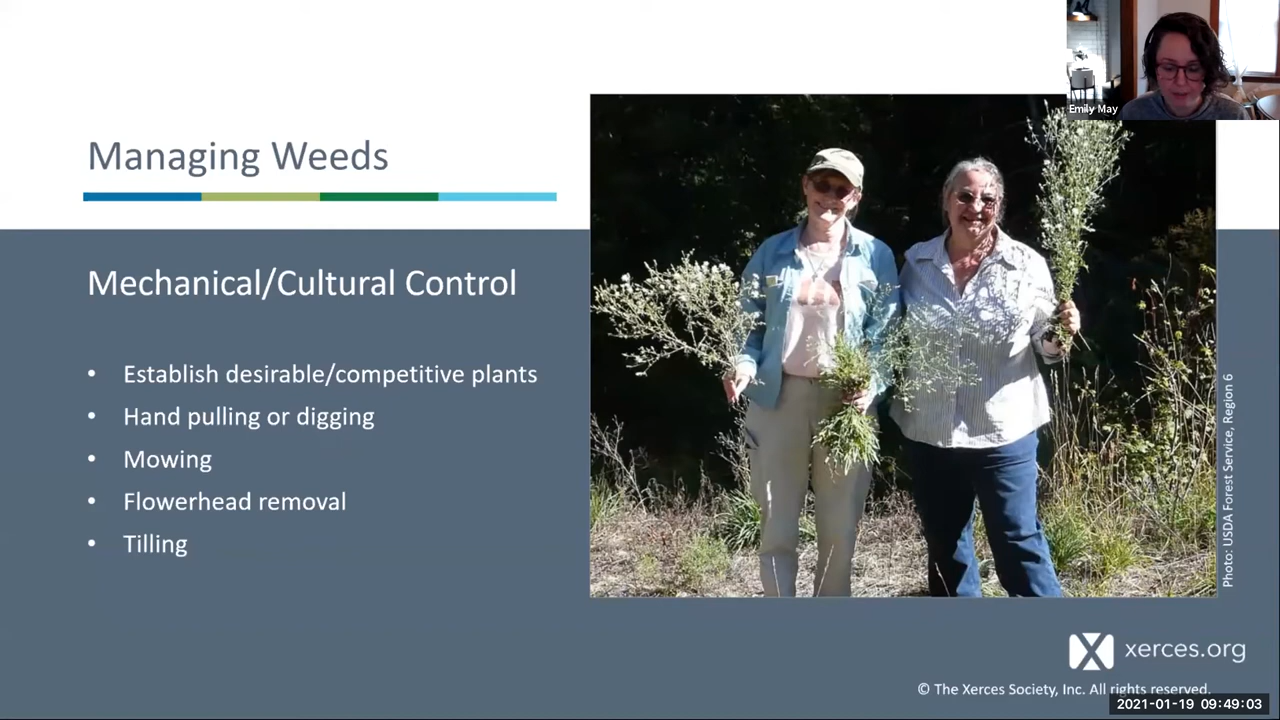 Emily May
Managing Weeds
Mechanical/Cultural Control
• Establish desirable/competitive plants
• Hand pulling or digging
• Mowing
• Flowerhead removal
• Tilling
Photo: USDA Forest Service, Region 6
xerces.org
© The Xerces Society, Inc. All rights reserved.
2021-01-19 09:49:03